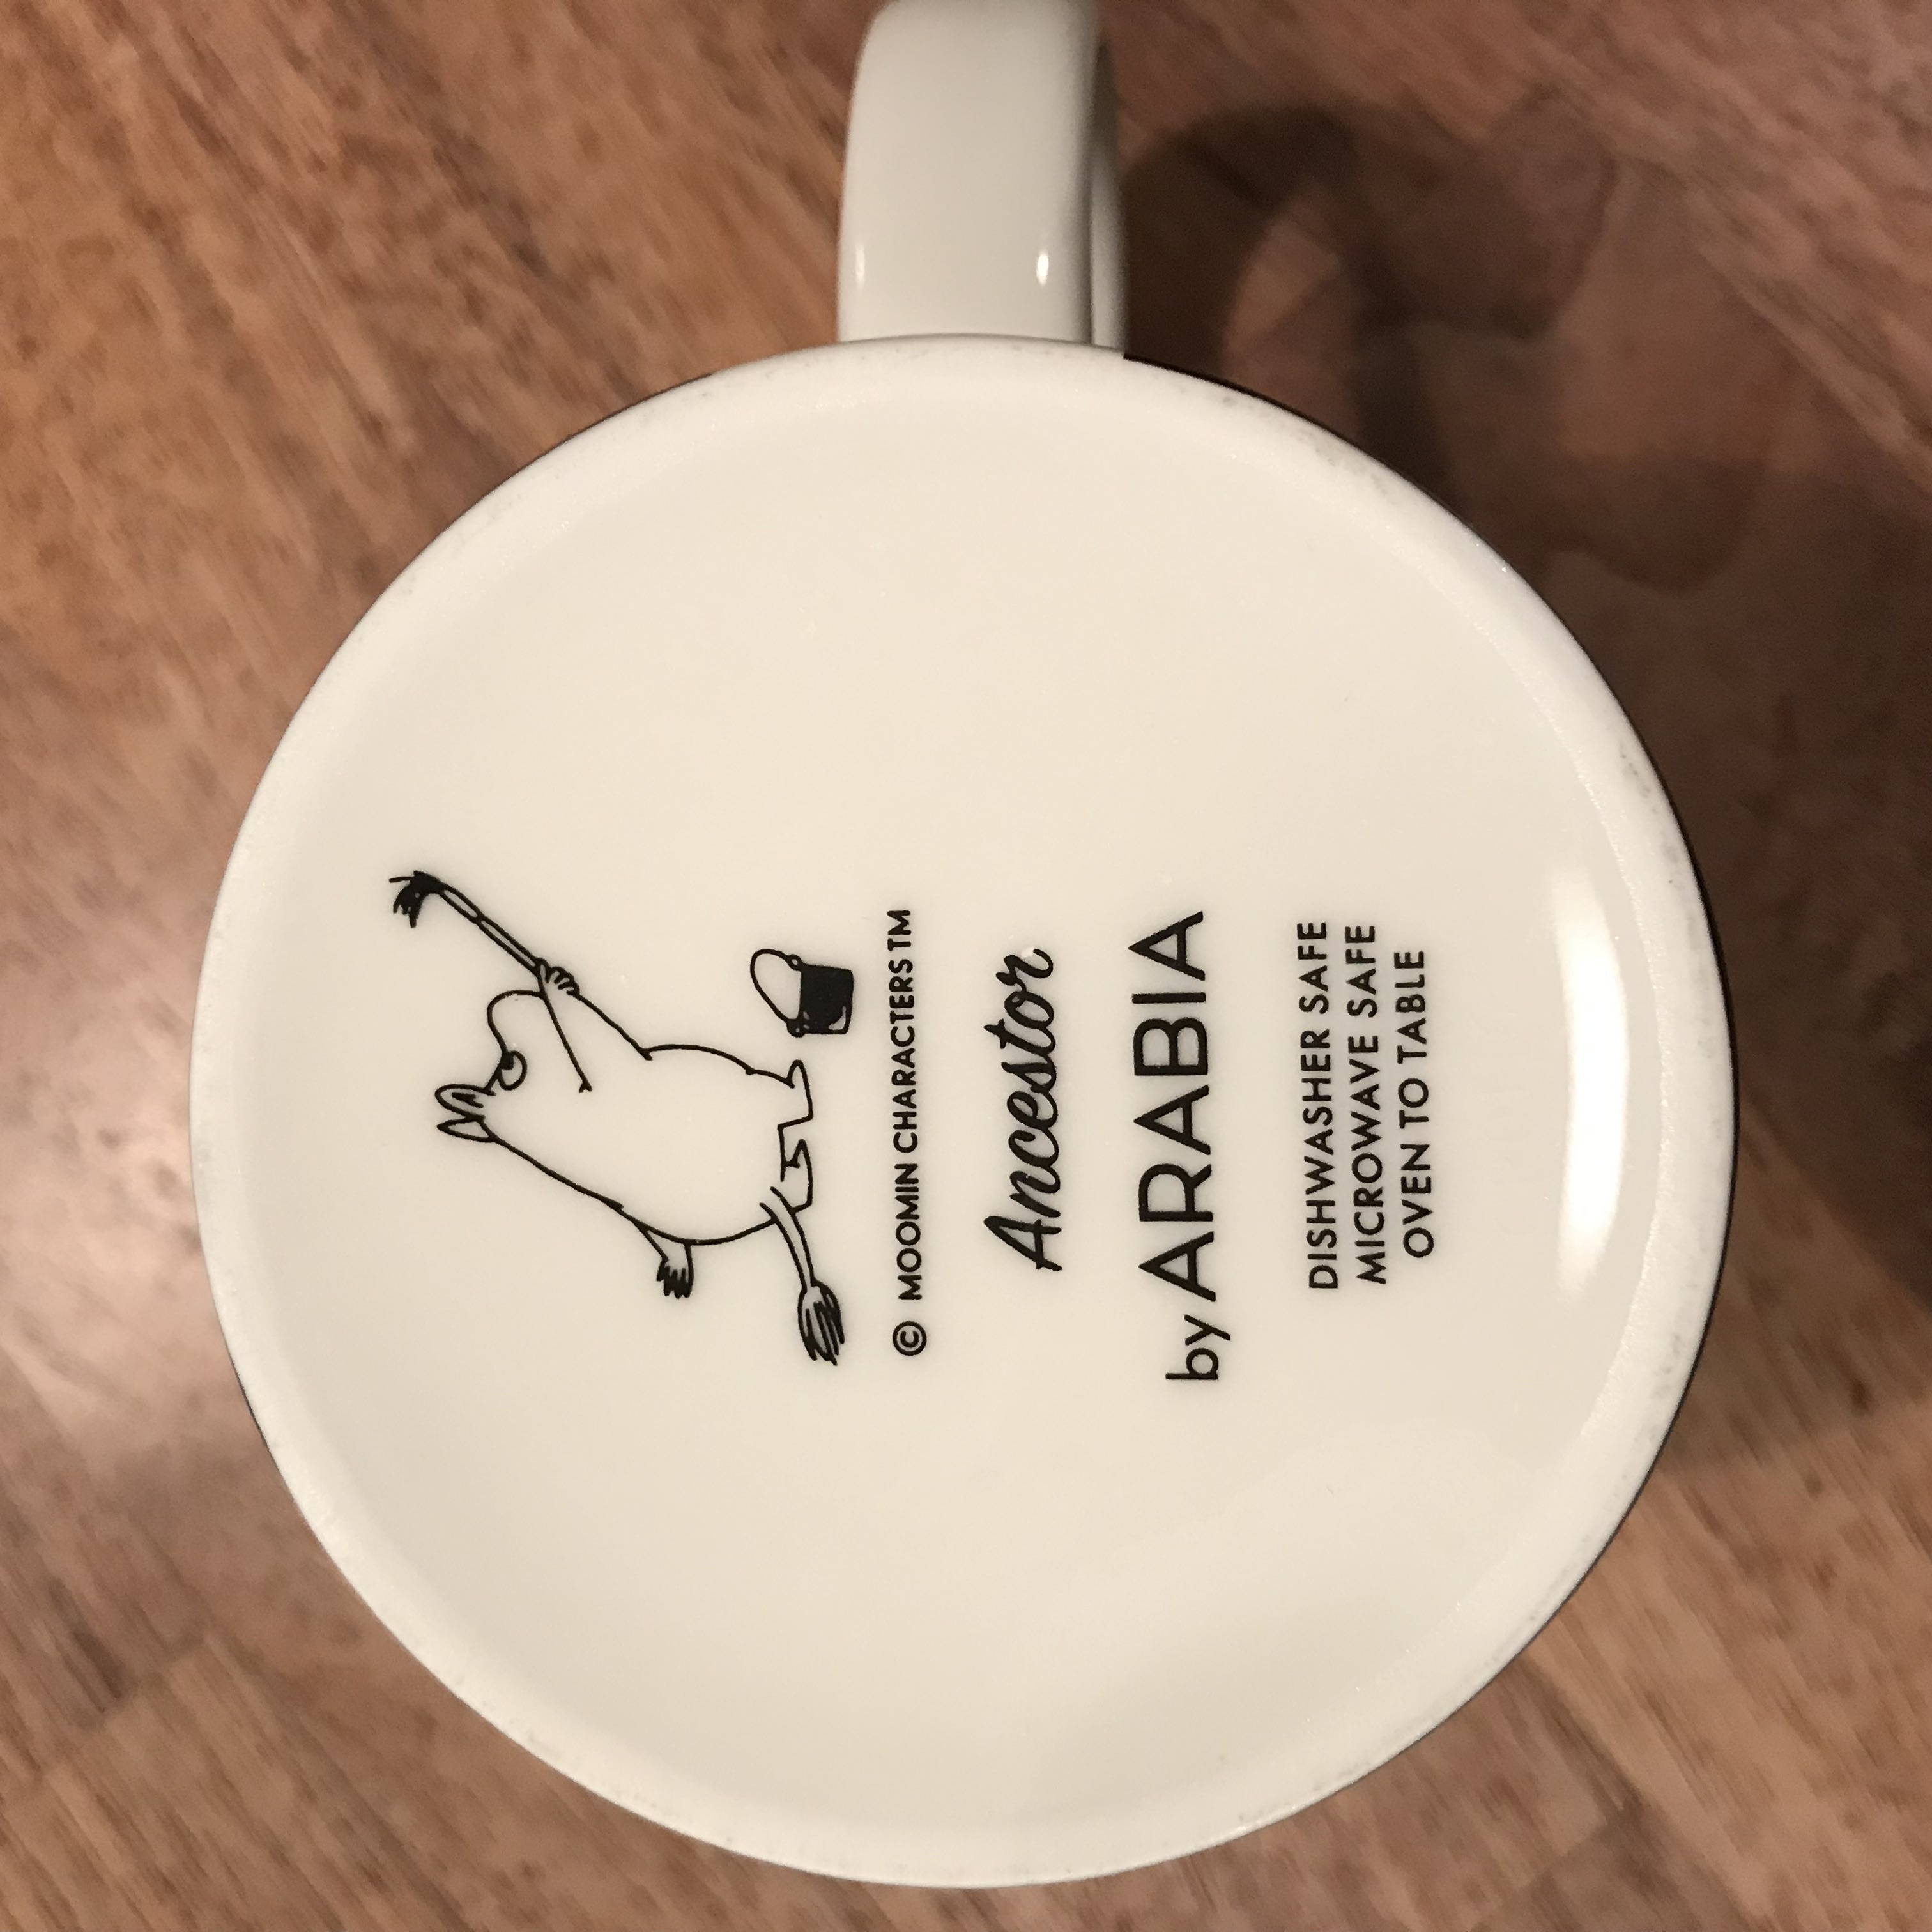 © MOOMIN CHARACTERS TM
Ancestor
by ARABIA
DISHWASHER SAFE
MICROWAVE SAFE
OVEN TO TABLE